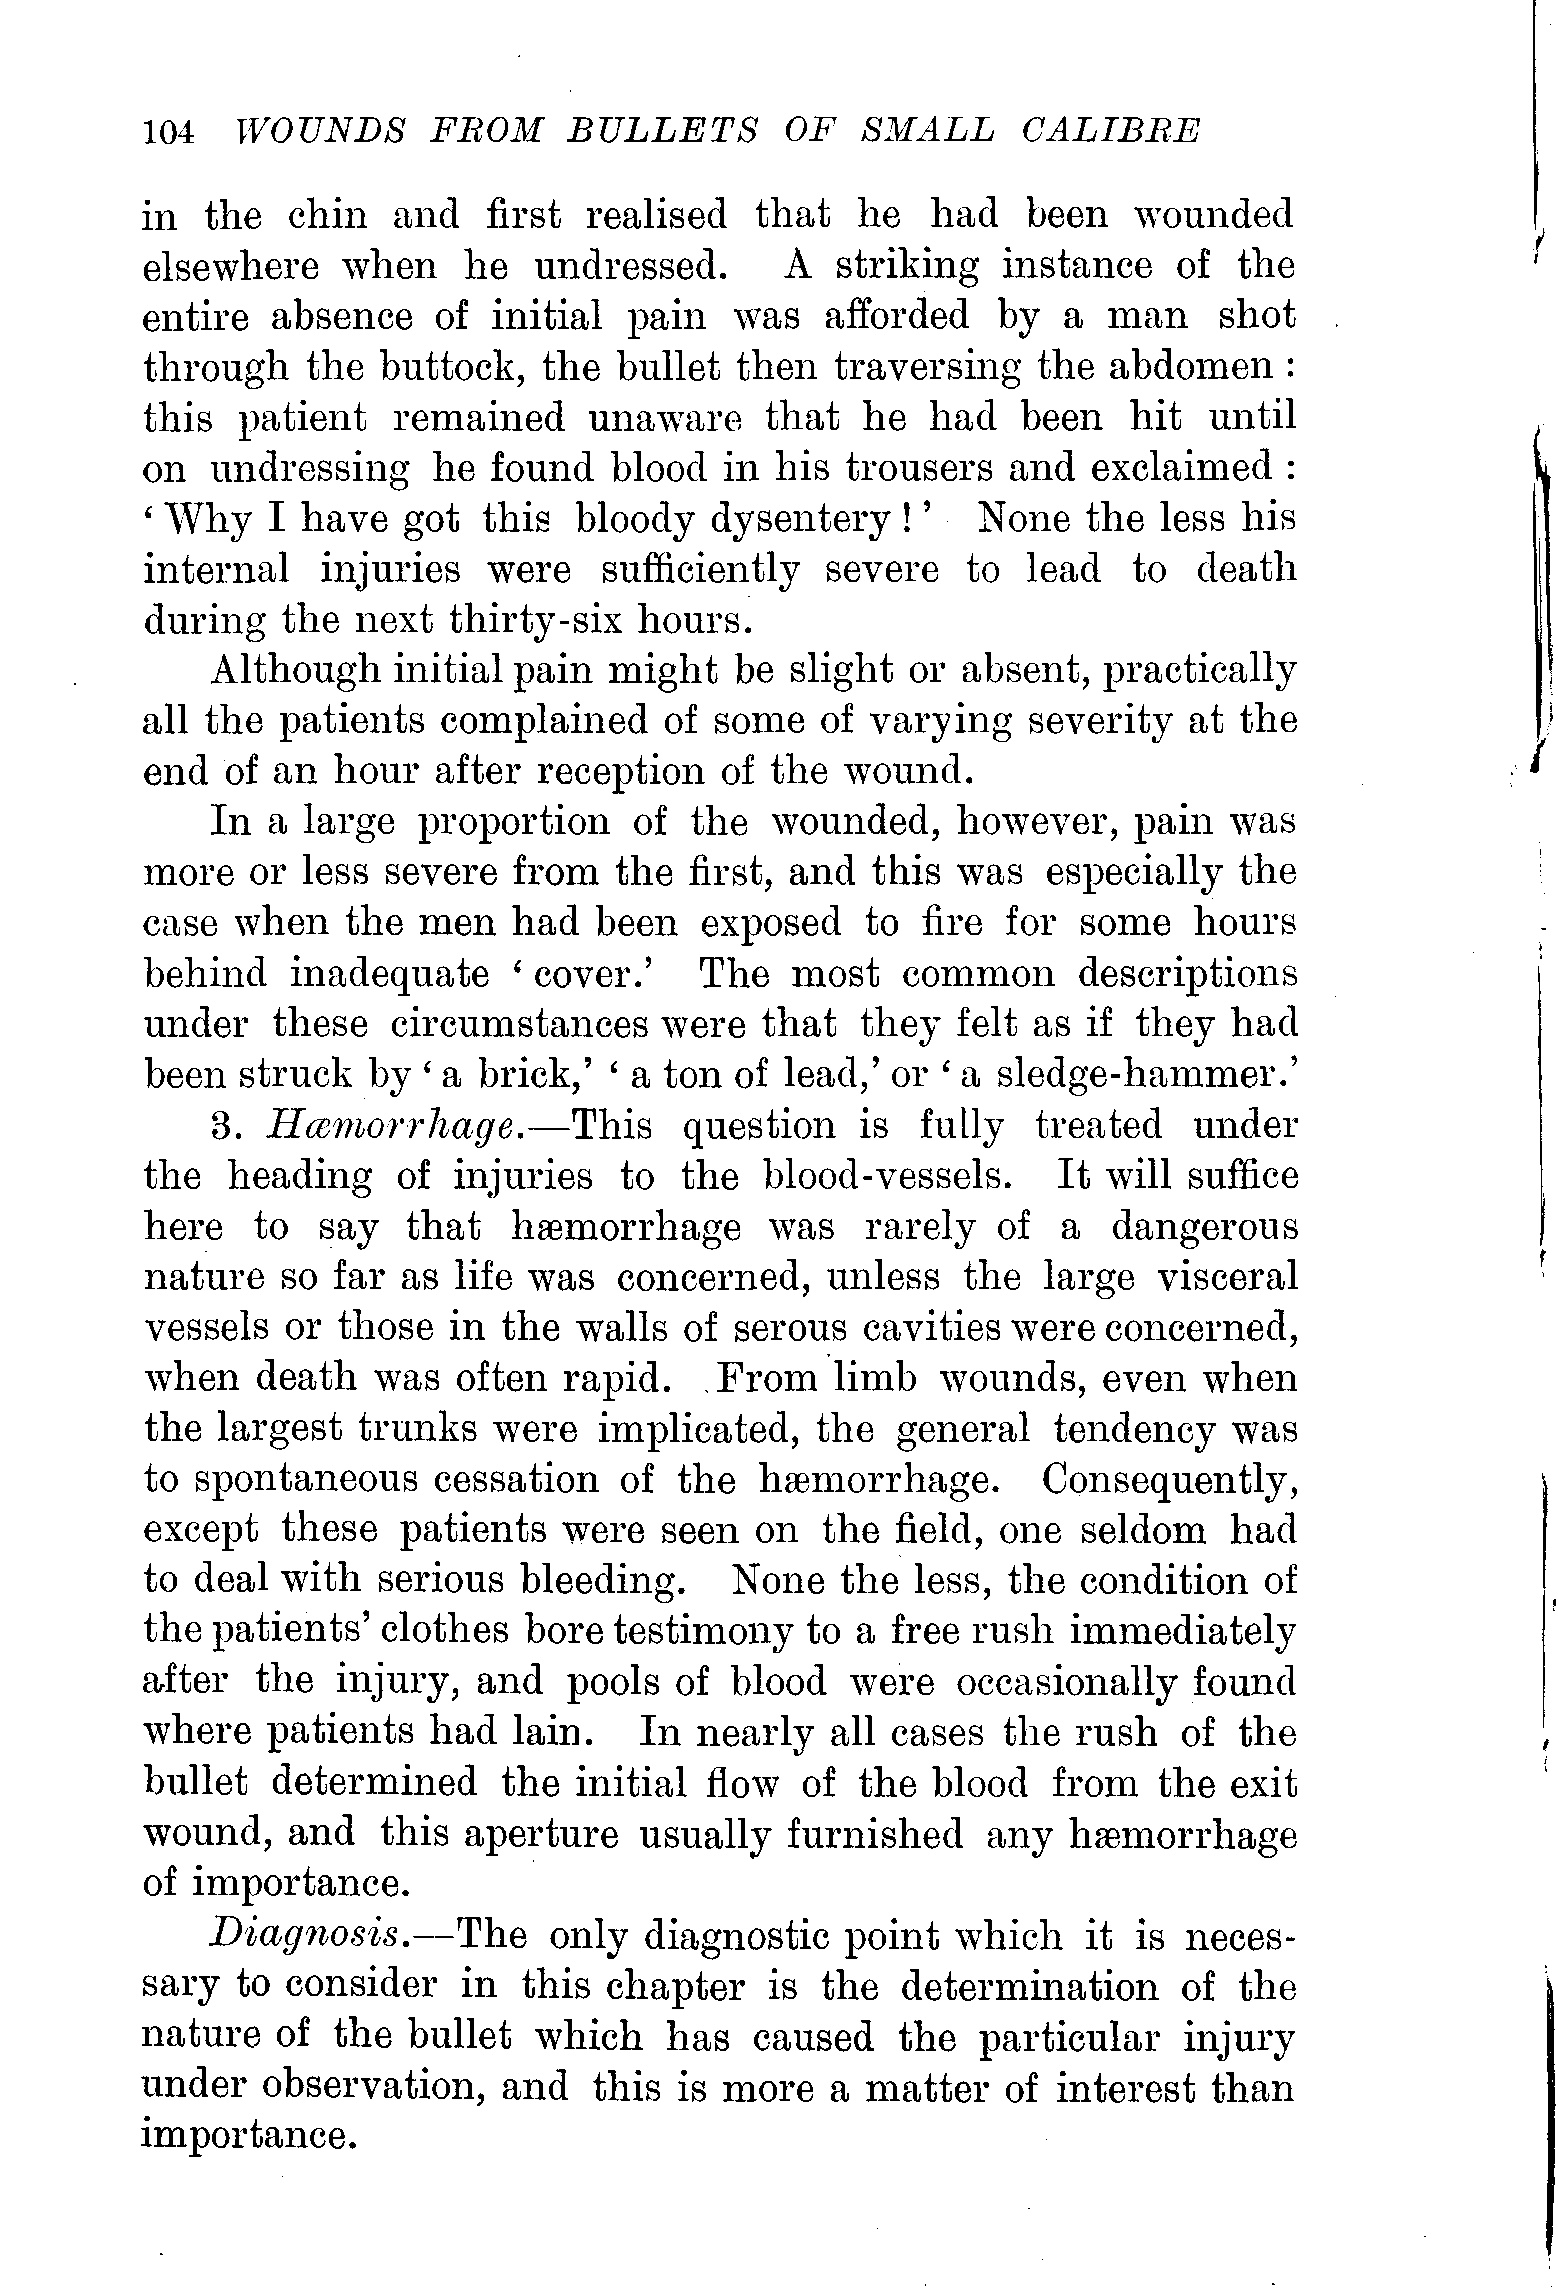 104 WOUNDS FROM BULLETS OF SMALL CALIBRE
in the chin and first realised that he had been wounded
elsewhere when he undressed. A striking instance of the
entire absence of initial pain was afforded by a man shot
through the buttock, the bullet then traversing the abdomen :
this patient remained unaware that he had been hit until
on undressing he found blood in his trousers and exclaimed :
‘ Why I have got this bloody dysentery ! ’ None the less his
internal injuries were sufficiently severe to lead to death
during the next thirty-six hours.
Although initial pain might be slight or absent, practically
all the patients complained of some of varying severity at the
end of an hour after reception of the wound.
In a large proportion of the wounded, however, pain was
more or less severe from the first, and this was especially the
case when the men had been exposed to fire for some hours
behind inadequate ‘ cover.’ The most common descriptions
under these circumstances were that they felt as if they had
been struck by ‘ a brick,’ ‘ a ton of lead,’ or ‘ a sledge-hammer.’
3. Hæmorrhage.—This question is fully treated under
the heading of injuries to the blood-vessels. It will suffice
here to say that hæmorrhage was rarely of a dangerous
nature so far as life was concerned, unless the large visceral
vessels or those in the walls of serous cavities were concerned,
when death was often rapid. From limb wounds, even when
the largest trunks were implicated, the general tendency was
to spontaneous cessation of the hæmorrhage. Consequently,
except these patients were seen on the field, one seldom had
to deal with serious bleeding. None the less, the condition of
the patients’ clothes bore testimony to a free rush immediately
after the injury, and pools of blood were occasionally found
where patients had lain. In nearly all cases the rush of the
bullet determined the initial flow of the blood from the exit
wound, and this aperture usually furnished any hæmorrhage
of importance.
Diagnosis.—The only diagnostic point which it is neces-
sary to consider in this chapter is the determination of the
nature of the bullet which has caused the particular injury
under observation, and this is more a matter of interest than
importance.